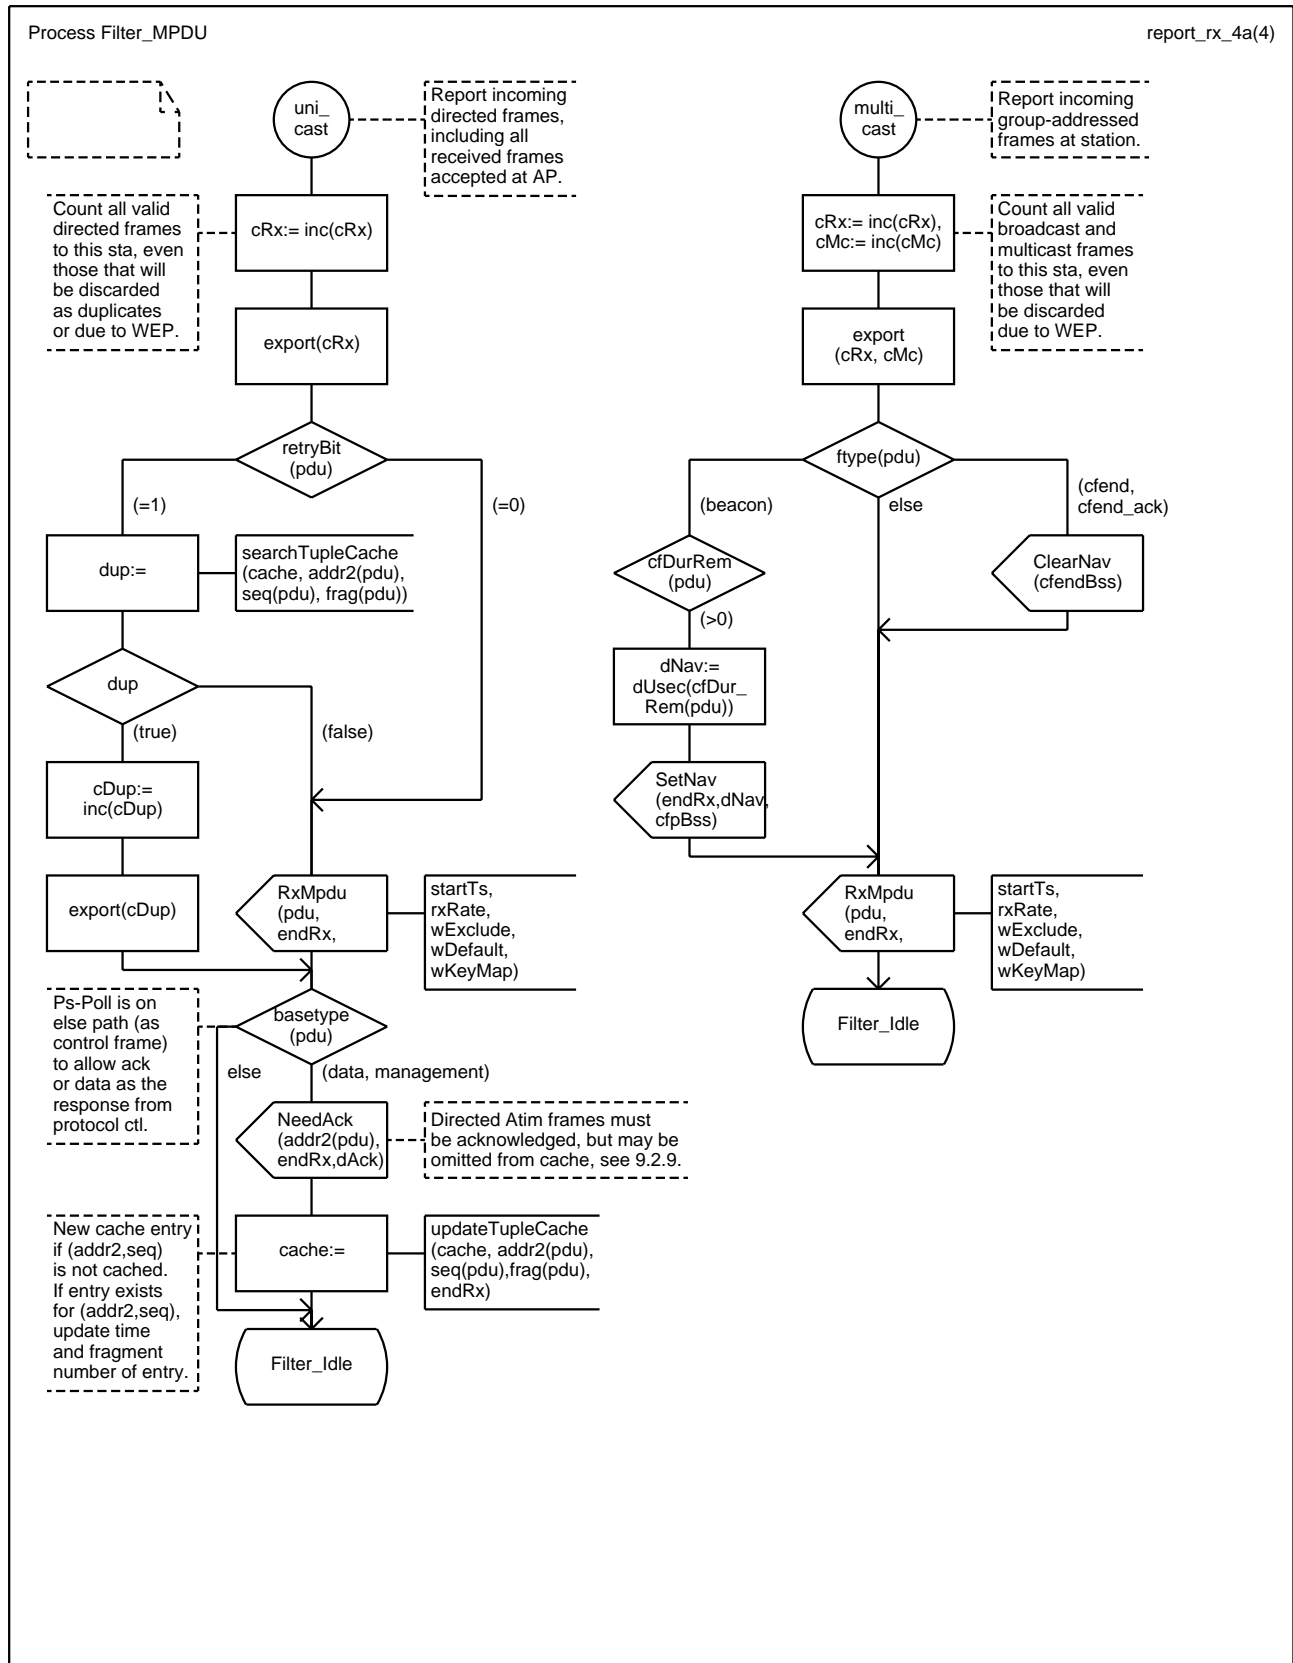 Process Filter_MPDU
report_rx_4a(4)
uni_
cast
Report incoming
directed frames,
including all
received frames
accepted at AP.
Count all valid
directed frames
to this sta, even
those that will
be discarded
as duplicates
or due to WEP.
cRx:= inc(cRx)
export(cRx)
retryBit
(pdu)
(=1)
(=0)
dup:=
searchTupleCache
(cache, addr2(pdu),
seq(pdu), frag(pdu))
dup
(true)
(false)
cDup:=
inc(cDup)
export(cDup)
RxMpdu
(pdu,
endRx,
startTs,
rxRate,
wExclude,
wDefault,
wKeyMap)
Ps-Poll is on
else path (as
control frame)
to allow ack
or data as the
response from
protocol ctl.
basetype
(pdu)
else
(data, management)
NeedAck
(addr2(pdu),
endRx,dAck)
Directed Atim frames must
be acknowledged, but may be
omitted from cache, see 9.2.9.
New cache entry
if (addr2,seq)
is not cached.
If entry exists
for (addr2,seq),
update time
and fragment
number of entry.
cache:=
updateTupleCache
(cache, addr2(pdu),
seq(pdu),frag(pdu),
endRx)
Filter_Idle
multi_
cast
Report incoming
group-addressed
frames at station.
cRx:= inc(cRx),
cMc:= inc(cMc)
Count all valid
broadcast and
multicast frames
to this sta, even
those that will
be discarded
due to WEP.
export
(cRx, cMc)
ftype(pdu)
(beacon)
else
(cfend,
cfend_ack)
cfDurRem
(pdu)
(>0)
ClearNav
(cfendBss)
dNav:=
dUsec(cfDur_
Rem(pdu))
SetNav
(endRx,dNav,
cfpBss)
RxMpdu
(pdu,
endRx,
startTs,
rxRate,
wExclude,
wDefault,
wKeyMap)
Filter_Idle